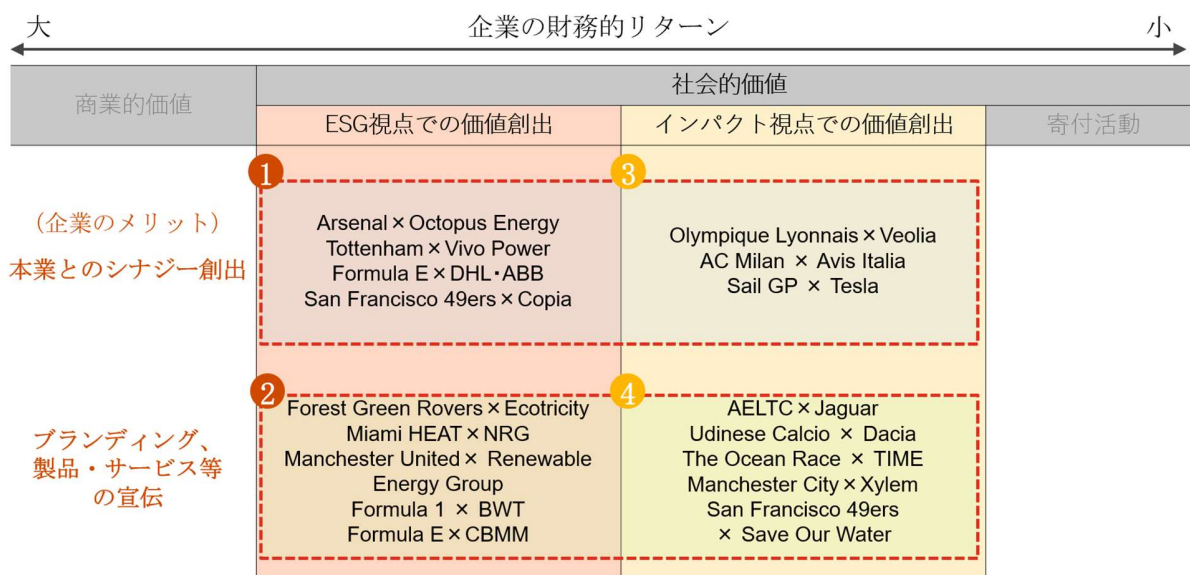 大 企業の財務的リターン 小
商業的価値
社会的価値
ESG視点での価値創出
インパクト視点での価値創出
寄付活動
(企業のメリット)
本業とのシナジー創出
1
Arsenal×Octopus Energy
Tottenham×Vivo Power
Formula E×DHL・ABB
San Francisco 49ers×Copia
3
Olympique Lyonnais×Veolia
AC Milan × Avis Italia
Sail GP × Tesla
ブランディング、
製品・サービス等
の宣伝
2
Forest Green Rovers×Ecotricity
Miami HEAT×NRG
Manchester United× Renewable
Energy Group
Formula 1 × BWT
Formula E×CBMM
4
AELTC×Jaguar
Udinese Calcio × Dacia
The Ocean Race × TIME
Manchester City×Xylem
San Francisco 49ers
× Save Our Water